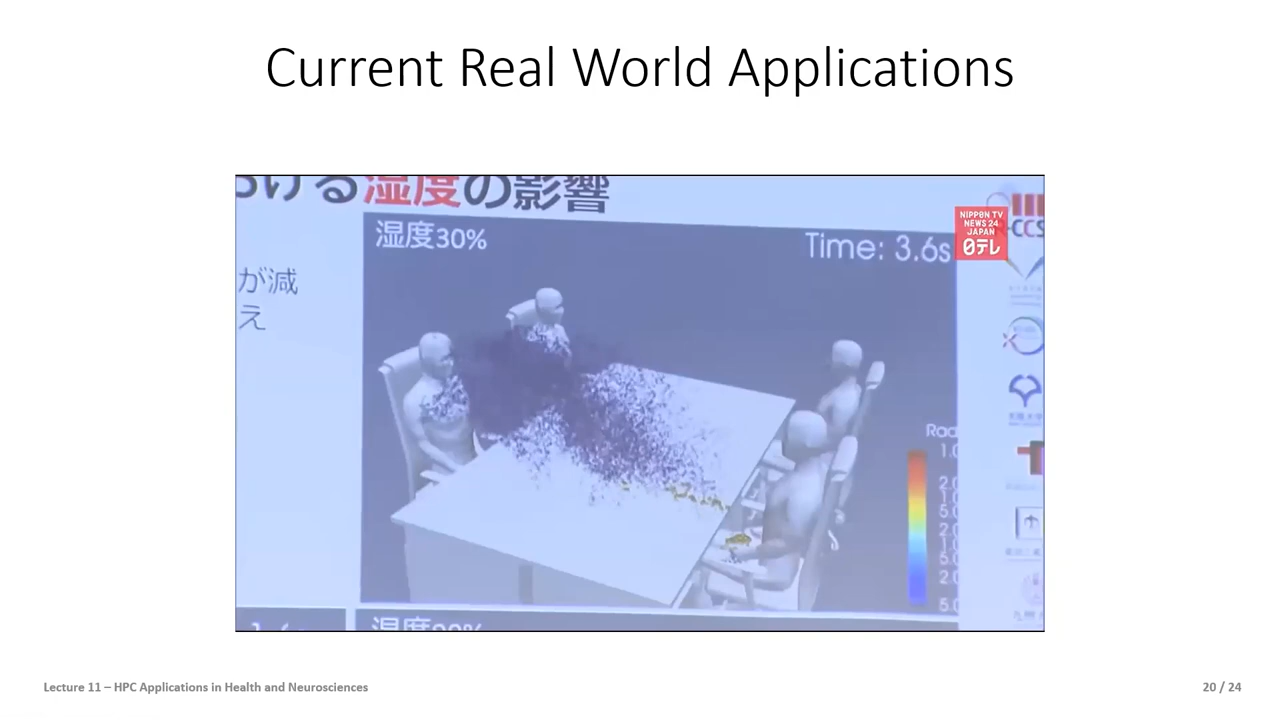 Current Real World Applications
ける湿度の影響
湿度30%
Time: 3.6s
NIPPON TV
NEWS 24
JAPAN
日テレ
R-CCS
が減
え
Lecture 11 – HPC Applications in Health and Neurosciences
20 / 24